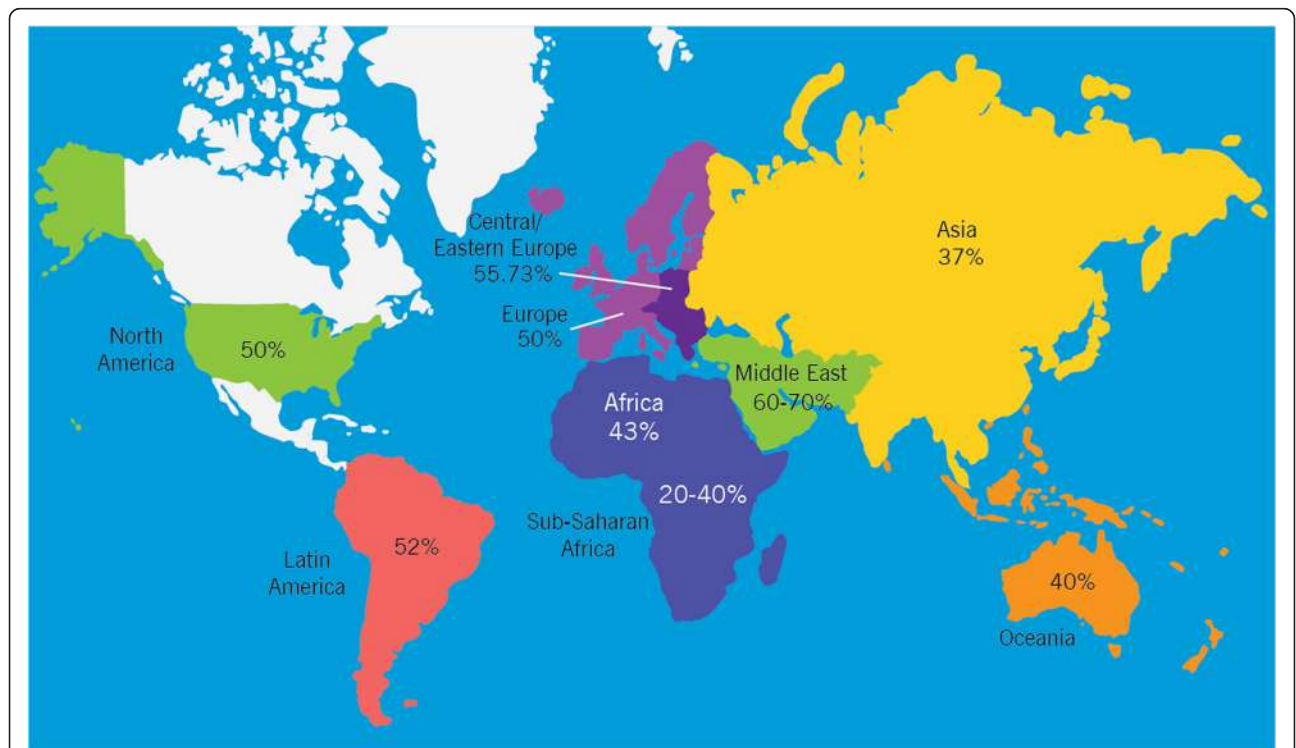 Central/
Eastern Europe
55.73%
Europe
50%
Asia
37%
North
America
50%
Middle East
60-70%
Africa
43%
20-40%
Sub-Saharan
Africa
Latin
America
52%
40%
Oceania